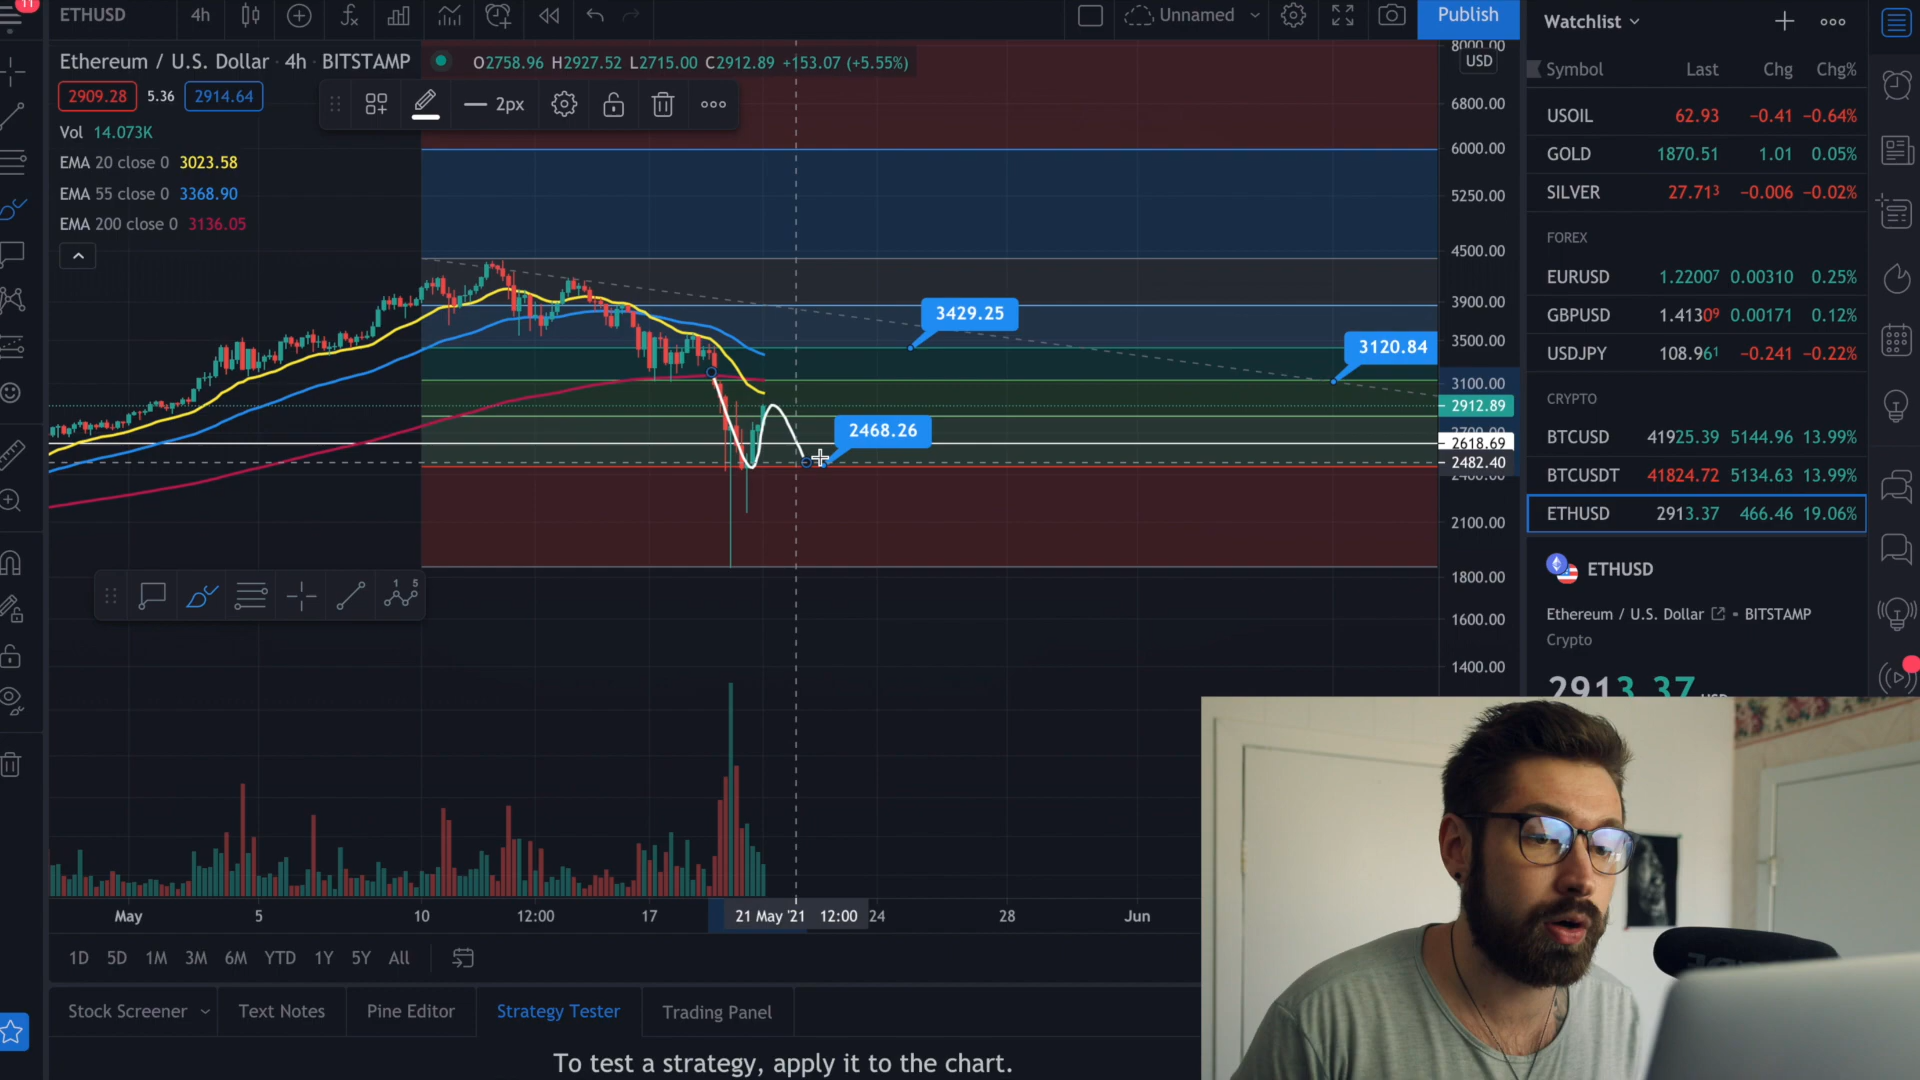 11
ETHUSD
4h
Unnamed
Publish
Ethereum / U.S. Dollar · 4h · BITSTAMP
O2758.96 H2927.52 L2715.00 C2912.89 +153.07 (+5.55%)
2909.28 5.36 2914.64
2px
Vol 14.073K
EMA 20 close 0 3023.58
EMA 55 close 0 3368.90
EMA 200 close 0 3136.05
3429.25
3120.84
2468.26
8000.00
USD
6800.00
6000.00
5250.00
4500.00
3900.00
3500.00
3100.00
2912.89
2618.69
2482.40
2100.00
1800.00
1600.00
1400.00
1 5
May 5 10 12:00 17 21 May '21 12:00 24 28 Jun
1D 5D 1M 3M 6M YTD 1Y 5Y All
Stock Screener Text Notes Pine Editor Strategy Tester Trading Panel
To test a strategy, apply it to the chart.
Watchlist
Symbol Last Chg Chg%
USOIL 62.93 −0.41 −0.64%
GOLD 1870.51 1.01 0.05%
SILVER 27.713 −0.006 −0.02%
FOREX
EURUSD 1.22007 0.00310 0.25%
GBPUSD 1.41309 0.00171 0.12%
USDJPY 108.961 −0.241 −0.22%
CRYPTO
BTCUSD 41925.39 5144.96 13.99%
BTCUSDT 41824.72 5134.63 13.99%
ETHUSD 2913.37 466.46 19.06%
ETHUSD
Ethereum / U.S. Dollar • BITSTAMP
Crypto
2913.37